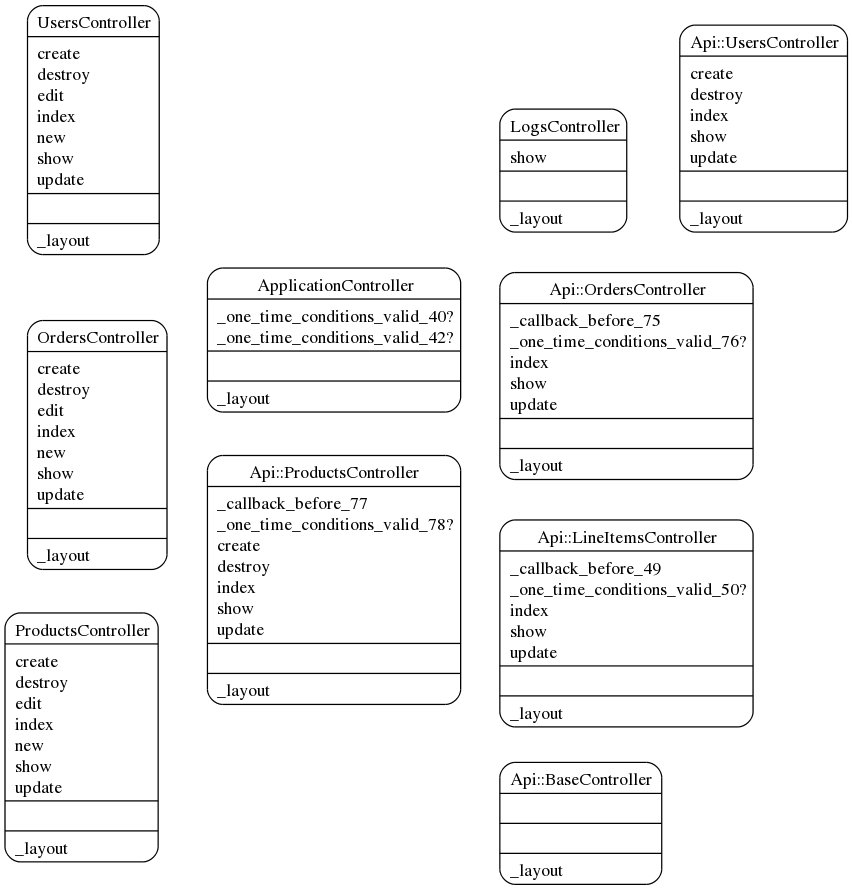 UsersController
create
destroy
edit
index
new
show
update
_layout
OrdersController
create
destroy
edit
index
new
show
update
_layout
ProductsController
create
destroy
edit
index
new
show
update
_layout
ApplicationController
_one_time_conditions_valid_40?
_one_time_conditions_valid_42?
_layout
Api::ProductsController
_callback_before_77
_one_time_conditions_valid_78?
create
destroy
index
show
update
_layout
LogsController
show
_layout
Api::UsersController
create
destroy
index
show
update
_layout
Api::OrdersController
_callback_before_75
_one_time_conditions_valid_76?
index
show
update
_layout
Api::LineItemsController
_callback_before_49
_one_time_conditions_valid_50?
index
show
update
_layout
Api::BaseController
_layout